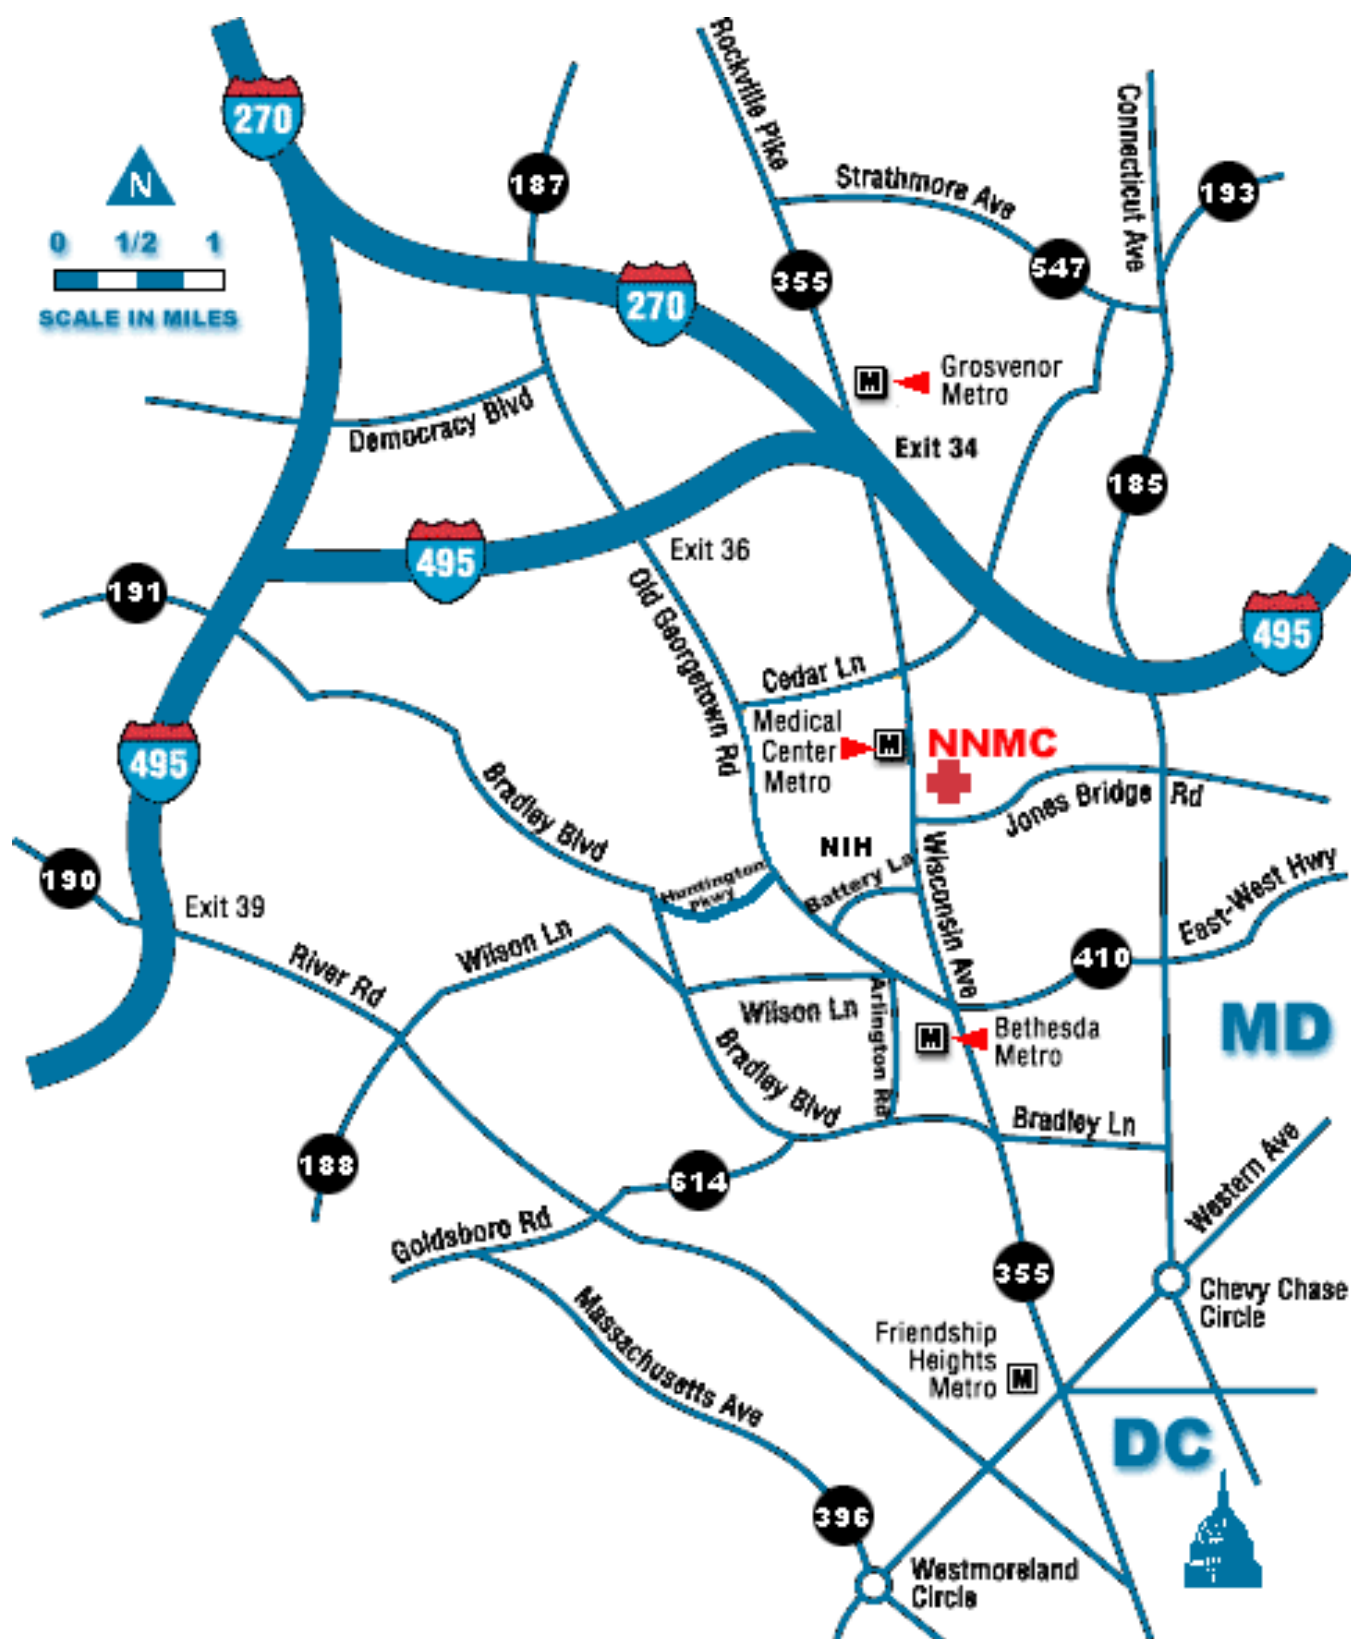 Rockville Pike
270
Connecticut Ave
N
187
Strathmore Ave
193
0 1/2 1
547
355
270
SCALE IN MILES
Grosvenor
Metro
Democracy Blvd
Exit 34
185
495
Exit 36
191
Old Georgetown Rd
495
Cedar Ln
Medical
Center
Metro
M
M
NNMC
495
Bradley Blvd
Jones Bridge Rd
NIH
Wisconsin Ave
190
Huntington
Pkwy
Battery La
East-West Hwy
Exit 39
River Rd
Wilson Ln
410
Wilson Ln
Arlington Rd
MD
M
Bethesda
Metro
Bradley Blvd
Bradley Ln
188
614
Western Ave
Goldsboro Rd
355
Chevy Chase
Circle
Massachusetts Ave
Friendship
Heights
Metro
M
DC
396
Westmoreland
Circle